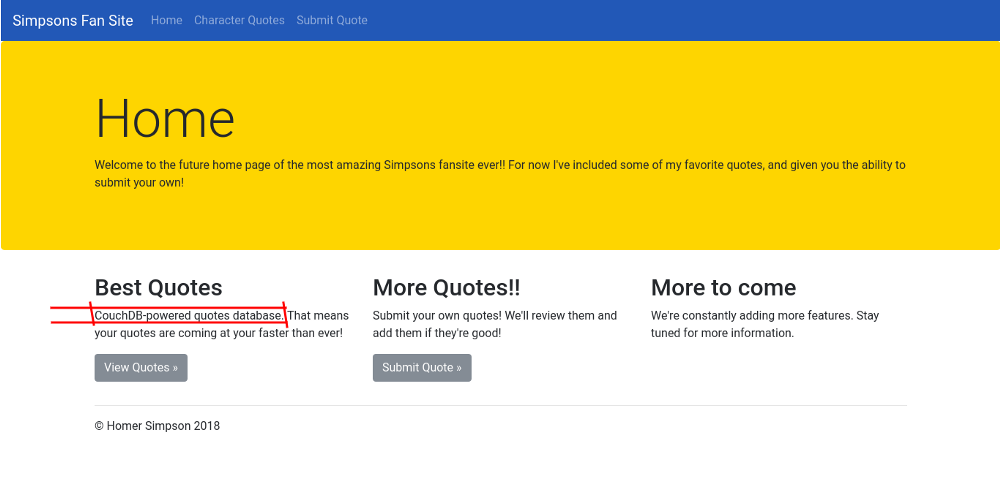 Simpsons Fan Site Home Character Quotes Submit Quote
Home
Welcome to the future home page of the most amazing Simpsons fansite ever!! For now I've included some of my favorite quotes, and given you the ability to
submit your own!
Best Quotes
CouchDB-powered quotes database. That means
your quotes are coming at your faster than ever!
View Quotes »
More Quotes!!
Submit your own quotes! We'll review them and
add them if they're good!
Submit Quote »
More to come
We're constantly adding more features. Stay
tuned for more information.
© Homer Simpson 2018